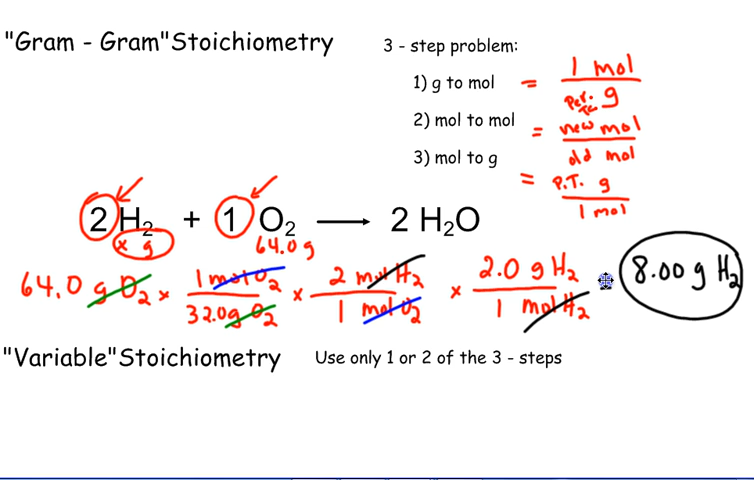 "Gram - Gram"Stoichiometry
3 - step problem:
1) g to mol = 1 mol / Per. Ta. g
2) mol to mol = new mol / old mol
3) mol to g = P.T. g / 1 mol
2 H₂ + 1 O₂ ⟶ 2 H₂O
x g 64.0 g
64.0 g O₂ x 1 mol O₂ / 32.0g O₂ x 2 mol H₂ / 1 mol O₂ x 2.0 g H₂ / 1 mol H₂ 8.00 g H₂
"Variable"Stoichiometry
Use only 1 or 2 of the 3 - steps